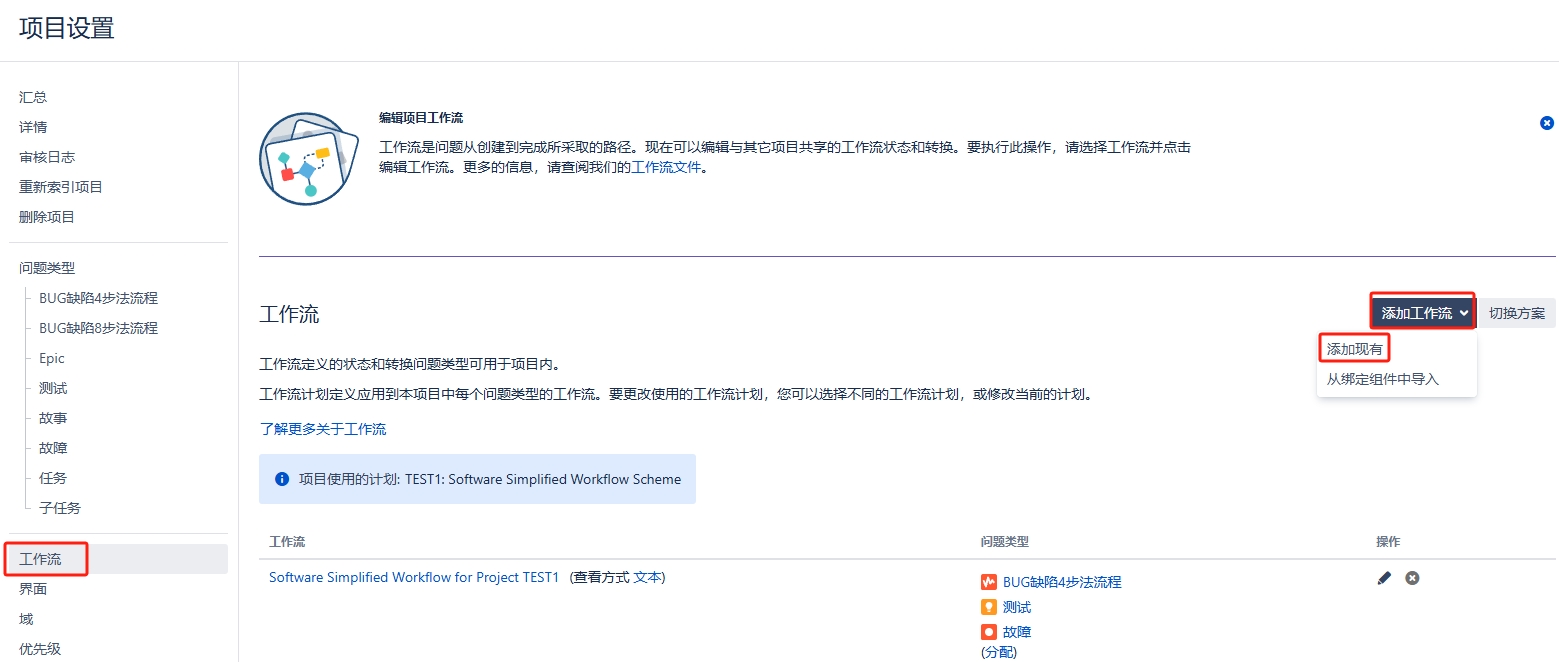 项目设置
汇总
详情
审核日志
重新索引项目
删除项目
问题类型
BUG缺陷4步法流程
BUG缺陷8步法流程
Epic
测试
故事
故障
任务
子任务
工作流
界面
域
优先级
编辑项目工作流
工作流是问题从创建到完成所采取的路径。现在可以编辑与其它项目共享的工作流状态和转换。要执行此操作，请选择工作流并点击
编辑工作流。更多的信息，请查阅我们的工作流文件。
工作流
添加工作流 切换方案
添加现有
从绑定组件中导入
工作流定义的状态和转换问题类型可用于项目内。
工作流计划定义应用到本项目中每个问题类型的工作流。要更改使用的工作流计划，您可以选择不同的工作流计划，或修改当前的计划。
了解更多关于工作流
项目使用的计划: TEST1: Software Simplified Workflow Scheme
工作流 问题类型 操作
Software Simplified Workflow for Project TEST1 (查看方式 文本)
BUG缺陷4步法流程
测试
故障
(分配)